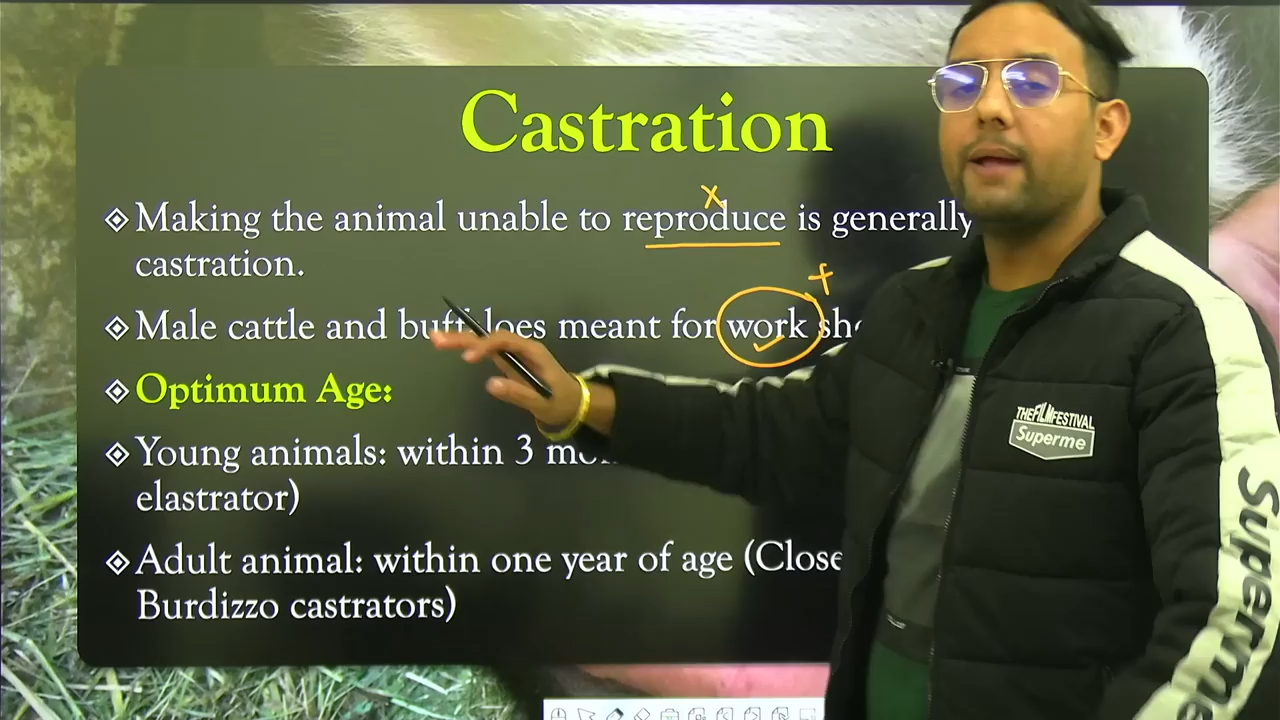 Castration
Making the animal unable to reproduce is generally
castration.
Male cattle and buffaloes meant for work
Optimum Age:
Young animals: within 3
elastrator)
Adult animal: within one year of age (Close
Burdizzo castrators)
THE FILM FESTIVAL
Superme
Superme